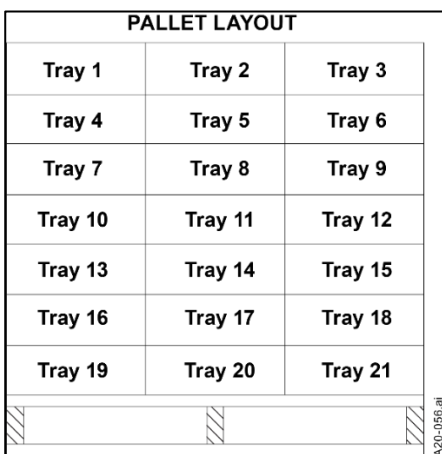 PALLET LAYOUT
Tray 1 Tray 2 Tray 3
Tray 4 Tray 5 Tray 6
Tray 7 Tray 8 Tray 9
Tray 10 Tray 11 Tray 12
Tray 13 Tray 14 Tray 15
Tray 16 Tray 17 Tray 18
Tray 19 Tray 20 Tray 21
A20-056.ai